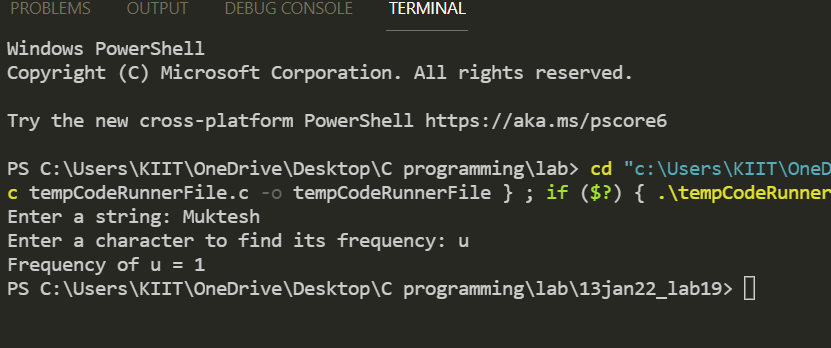 PROBLEMS OUTPUT DEBUG CONSOLE TERMINAL
Windows PowerShell
Copyright (C) Microsoft Corporation. All rights reserved.
Try the new cross-platform PowerShell https://aka.ms/pscore6
PS C:\Users\KIIT\OneDrive\Desktop\C programming\lab> cd "c:\Users\KIIT\OneD
c tempCodeRunnerFile.c -o tempCodeRunnerFile } ; if ($?) { .\tempCodeRunner
Enter a string: Muktesh
Enter a character to find its frequency: u
Frequency of u = 1
PS C:\Users\KIIT\OneDrive\Desktop\C programming\lab\13jan22_lab19>